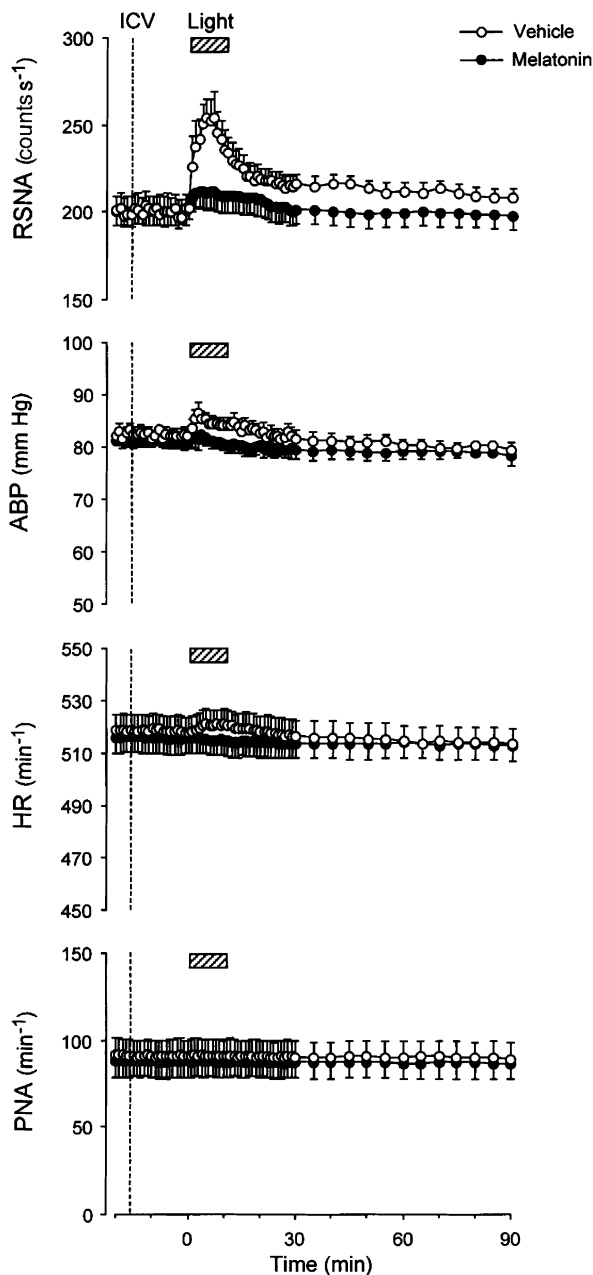 ICV Light
Vehicle
Melatonin
RSNA (counts s⁻¹)
300
250
200
150
ABP (mm Hg)
100
90
80
70
60
50
HR (min⁻¹)
550
530
510
490
470
450
PNA (min⁻¹)
150
100
50
0
0 30 60 90
Time (min)